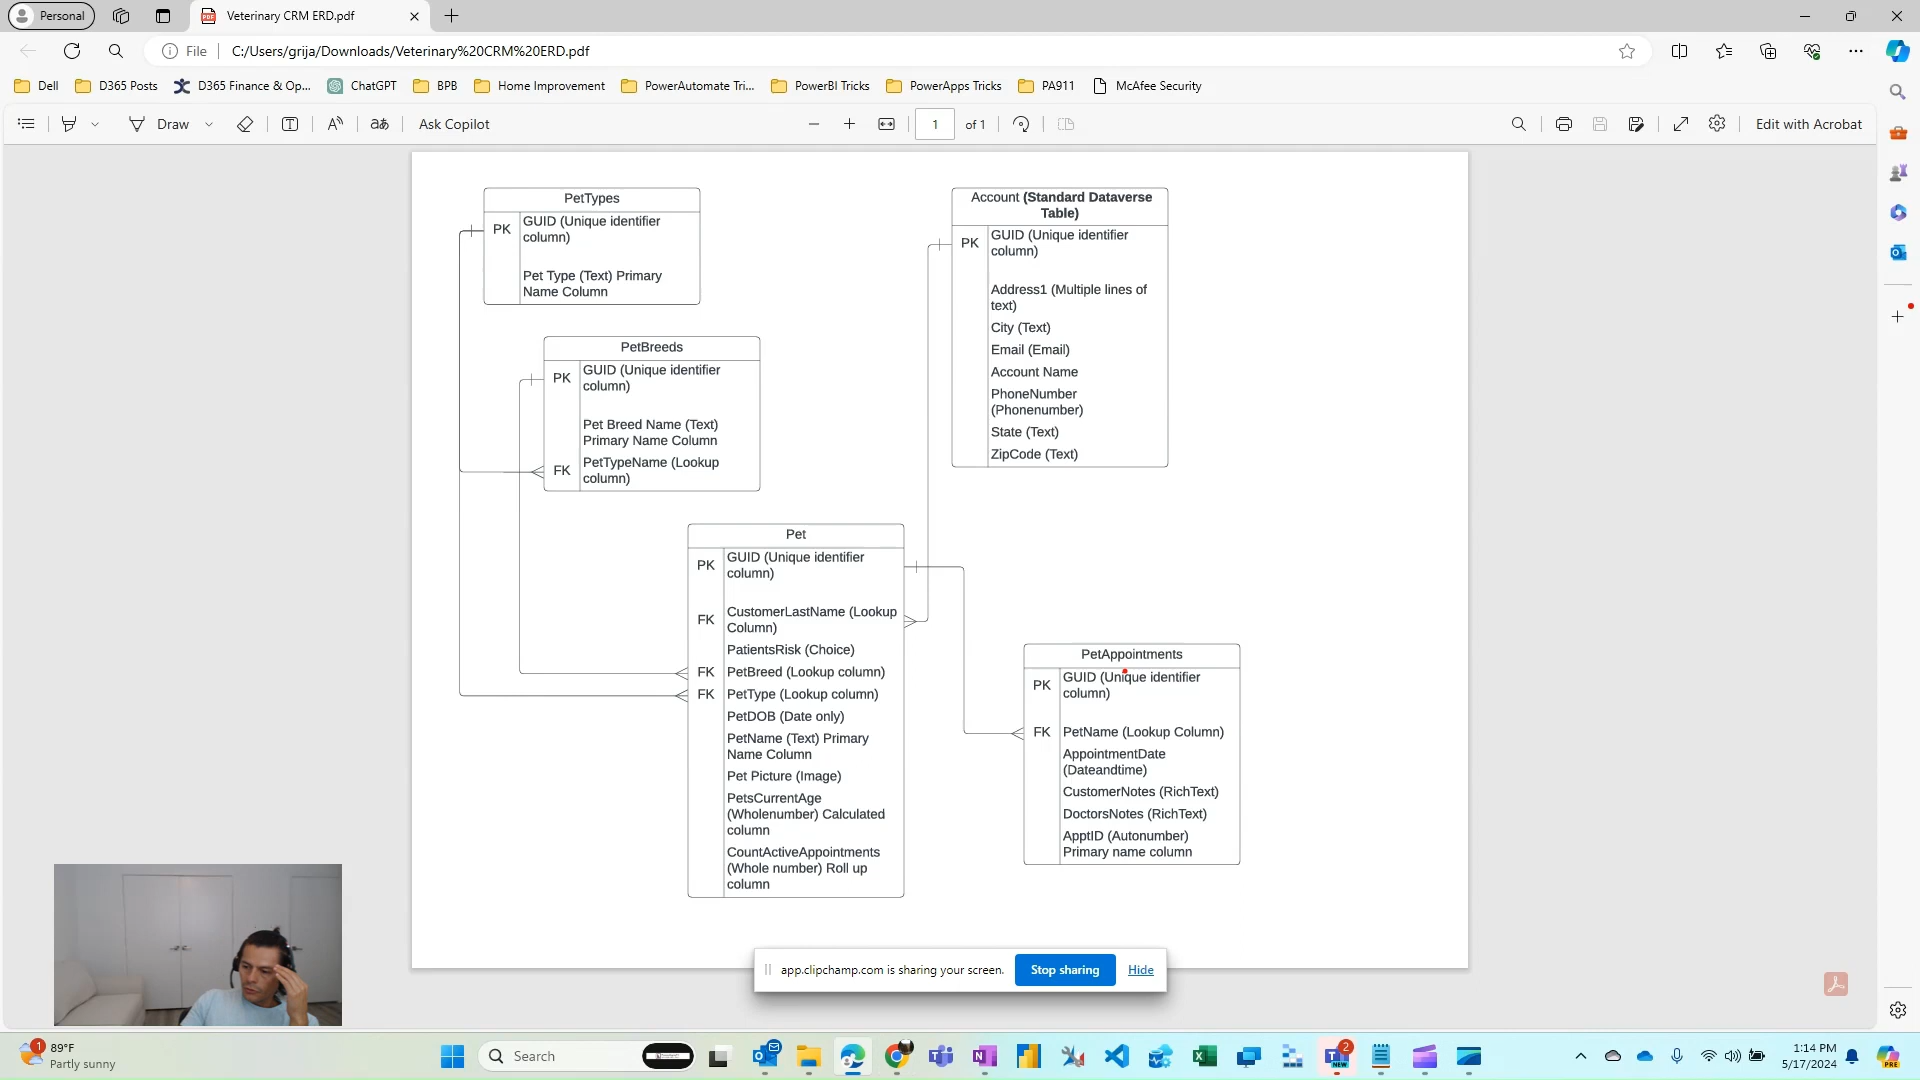 Personal
Veterinary CRM ERD.pdf
File
C:/Users/grija/Downloads/Veterinary%20CRM%20ERD.pdf
Dell
D365 Posts
D365 Finance & Op...
ChatGPT
BPB
Home Improvement
PowerAutomate Tri...
PowerBI Tricks
PowerApps Tricks
PA911
McAfee Security
Draw
Ask Copilot
1
of 1
Edit with Acrobat
PetTypes
PK
GUID (Unique identifier
column)
Pet Type (Text) Primary
Name Column
PetBreeds
PK
GUID (Unique identifier
column)
Pet Breed Name (Text)
Primary Name Column
FK
PetTypeName (Lookup
column)
Account (Standard Dataverse
Table)
PK
GUID (Unique identifier
column)
Address1 (Multiple lines of
text)
City (Text)
Email (Email)
Account Name
PhoneNumber
(Phonenumber)
State (Text)
ZipCode (Text)
Pet
PK
GUID (Unique identifier
column)
FK
CustomerLastName (Lookup
Column)
PatientsRisk (Choice)
FK
PetBreed (Lookup column)
FK
PetType (Lookup column)
PetDOB (Date only)
PetName (Text) Primary
Name Column
Pet Picture (Image)
PetsCurrentAge
(Wholenumber) Calculated
column
CountActiveAppointments
(Whole number) Roll up
column
PetAppointments
PK
GUID (Unique identifier
column)
FK
PetName (Lookup Column)
AppointmentDate
(Dateandtime)
CustomerNotes (RichText)
DoctorsNotes (RichText)
ApptID (Autonumber)
Primary name column
app.clipchamp.com is sharing your screen.
Stop sharing
Hide
1
89°F
Partly sunny
Search
2
NEW
1:14 PM
5/17/2024
PRE